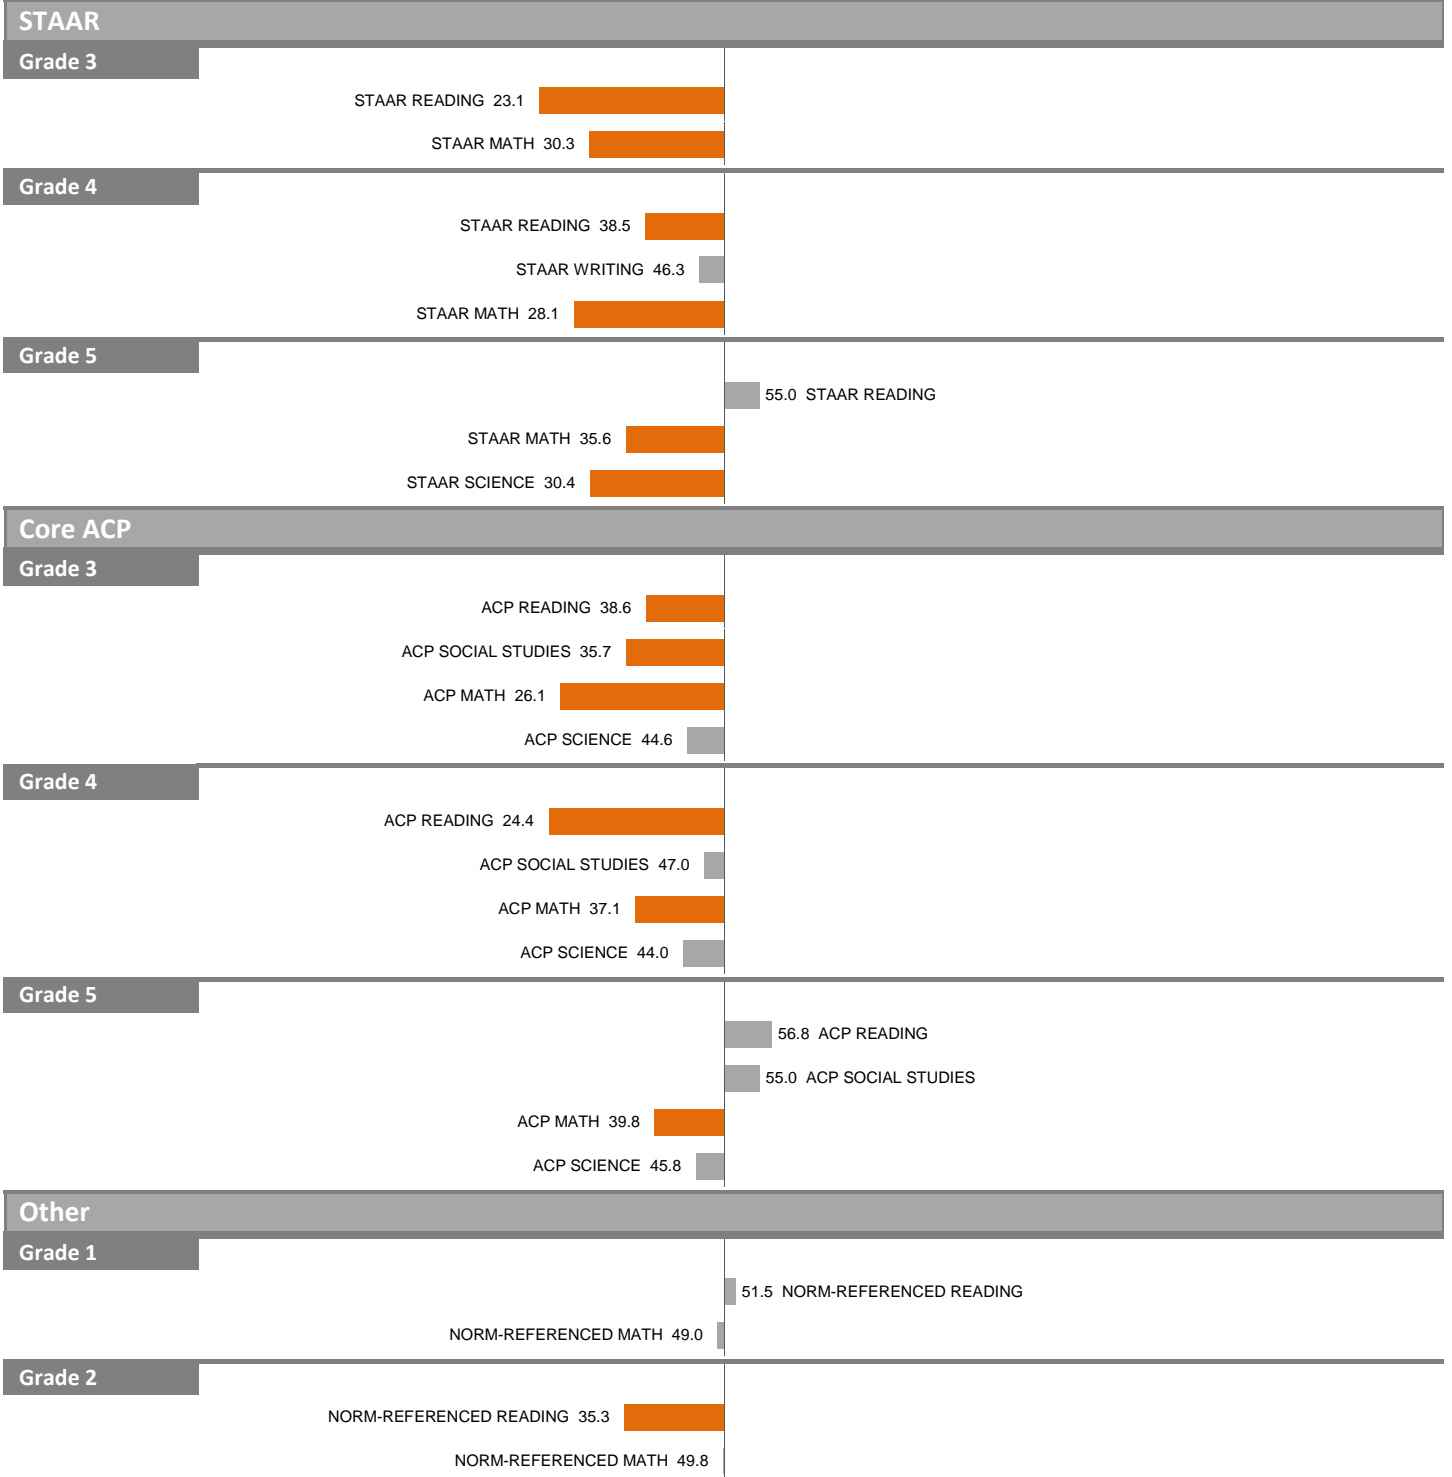 STAAR
Grade 3
STAAR READING 23.1
STAAR MATH 30.3
Grade 4
STAAR READING 38.5
STAAR WRITING 46.3
STAAR MATH 28.1
Grade 5
55.0 STAAR READING
STAAR MATH 35.6
STAAR SCIENCE 30.4
Core ACP
Grade 3
ACP READING 38.6
ACP SOCIAL STUDIES 35.7
ACP MATH 26.1
ACP SCIENCE 44.6
Grade 4
ACP READING 24.4
ACP SOCIAL STUDIES 47.0
ACP MATH 37.1
ACP SCIENCE 44.0
Grade 5
56.8 ACP READING
55.0 ACP SOCIAL STUDIES
ACP MATH 39.8
ACP SCIENCE 45.8
Other
Grade 1
51.5 NORM-REFERENCED READING
NORM-REFERENCED MATH 49.0
Grade 2
NORM-REFERENCED READING 35.3
NORM-REFERENCED MATH 49.8